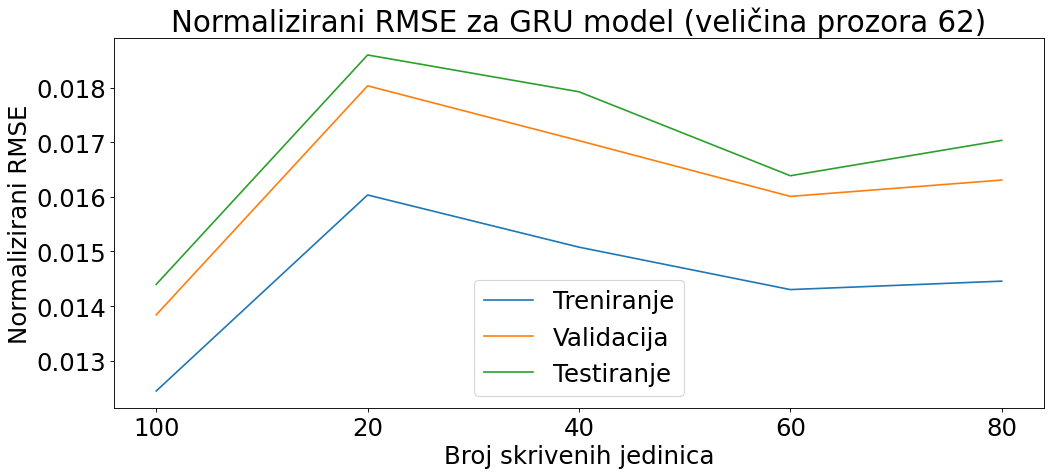 Normalizirani RMSE za GRU model (veličina prozora 62)
Normalizirani RMSE
0.018
0.017
0.016
0.015
0.014
0.013
Treniranje
Validacija
Testiranje
100 20 40 60 80
Broj skrivenih jedinica